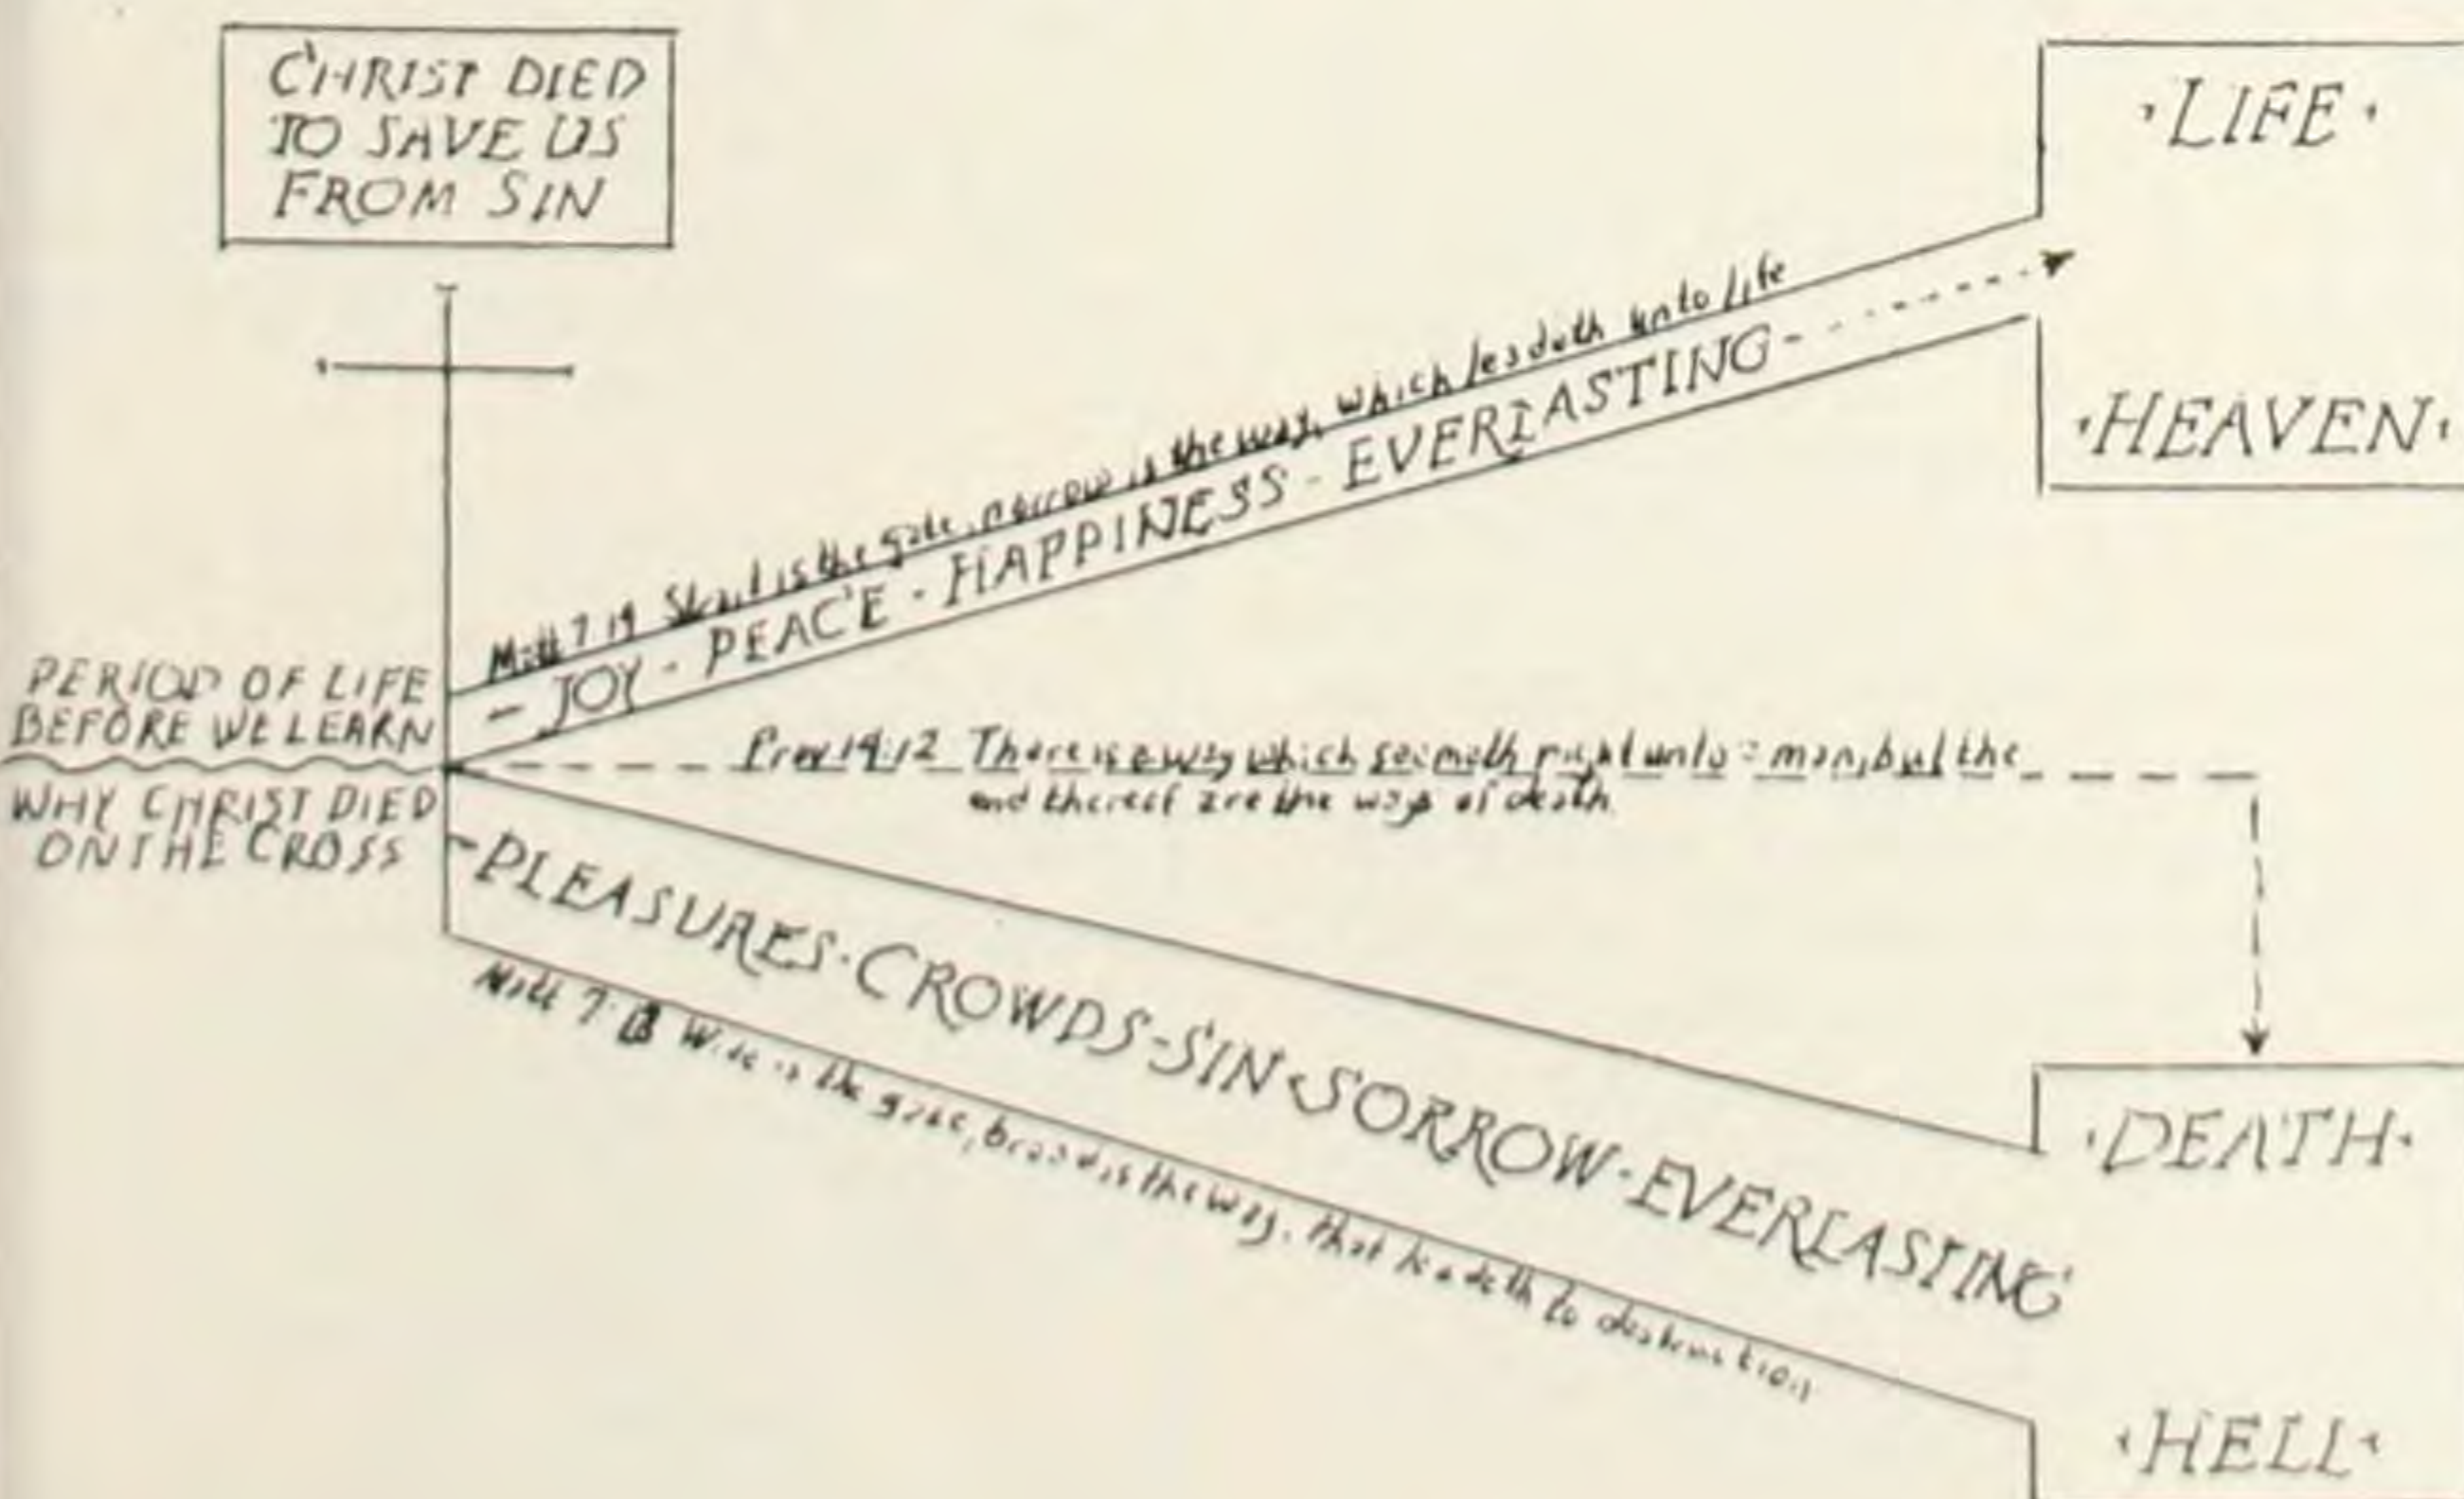 CHRIST DIED
TO SAVE US
FROM SIN
·LIFE·
·HEAVEN·
Matt 7 14 Strait is the gate, narrow is the way, which leadeth unto life
- JOY - PEACE · HAPPINESS - EVERLASTING -
PERIOD OF LIFE
BEFORE WE LEARN
WHY CHRIST DIED
ON THE CROSS
Prov 14:12 There is a way which seemeth right unto a man, but the
end thereof are the ways of death.
- PLEASURES · CROWDS - SIN · SORROW · EVERLASTING
Matt 7:13 Wide is the gate, broad is the way, that leadeth to destruction
·DEATH·
·HELL·